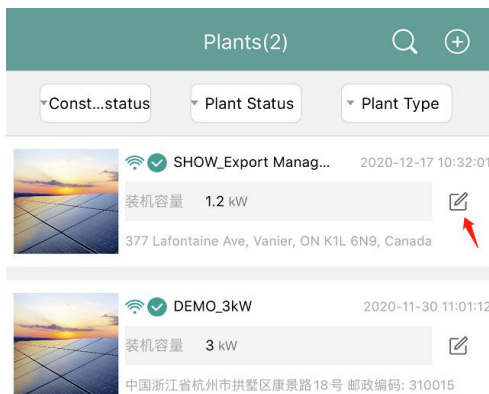 Plants(2)
Const...status Plant Status Plant Type
SHOW_Export Manag... 2020-12-17 10:32:01
装机容量 1.2 kW
377 Lafontaine Ave, Vanier, ON K1L 6N9, Canada
DEMO_3kW 2020-11-30 11:01:12
装机容量 3 kW
中国浙江省杭州市拱墅区康景路18号 邮政编码: 310015